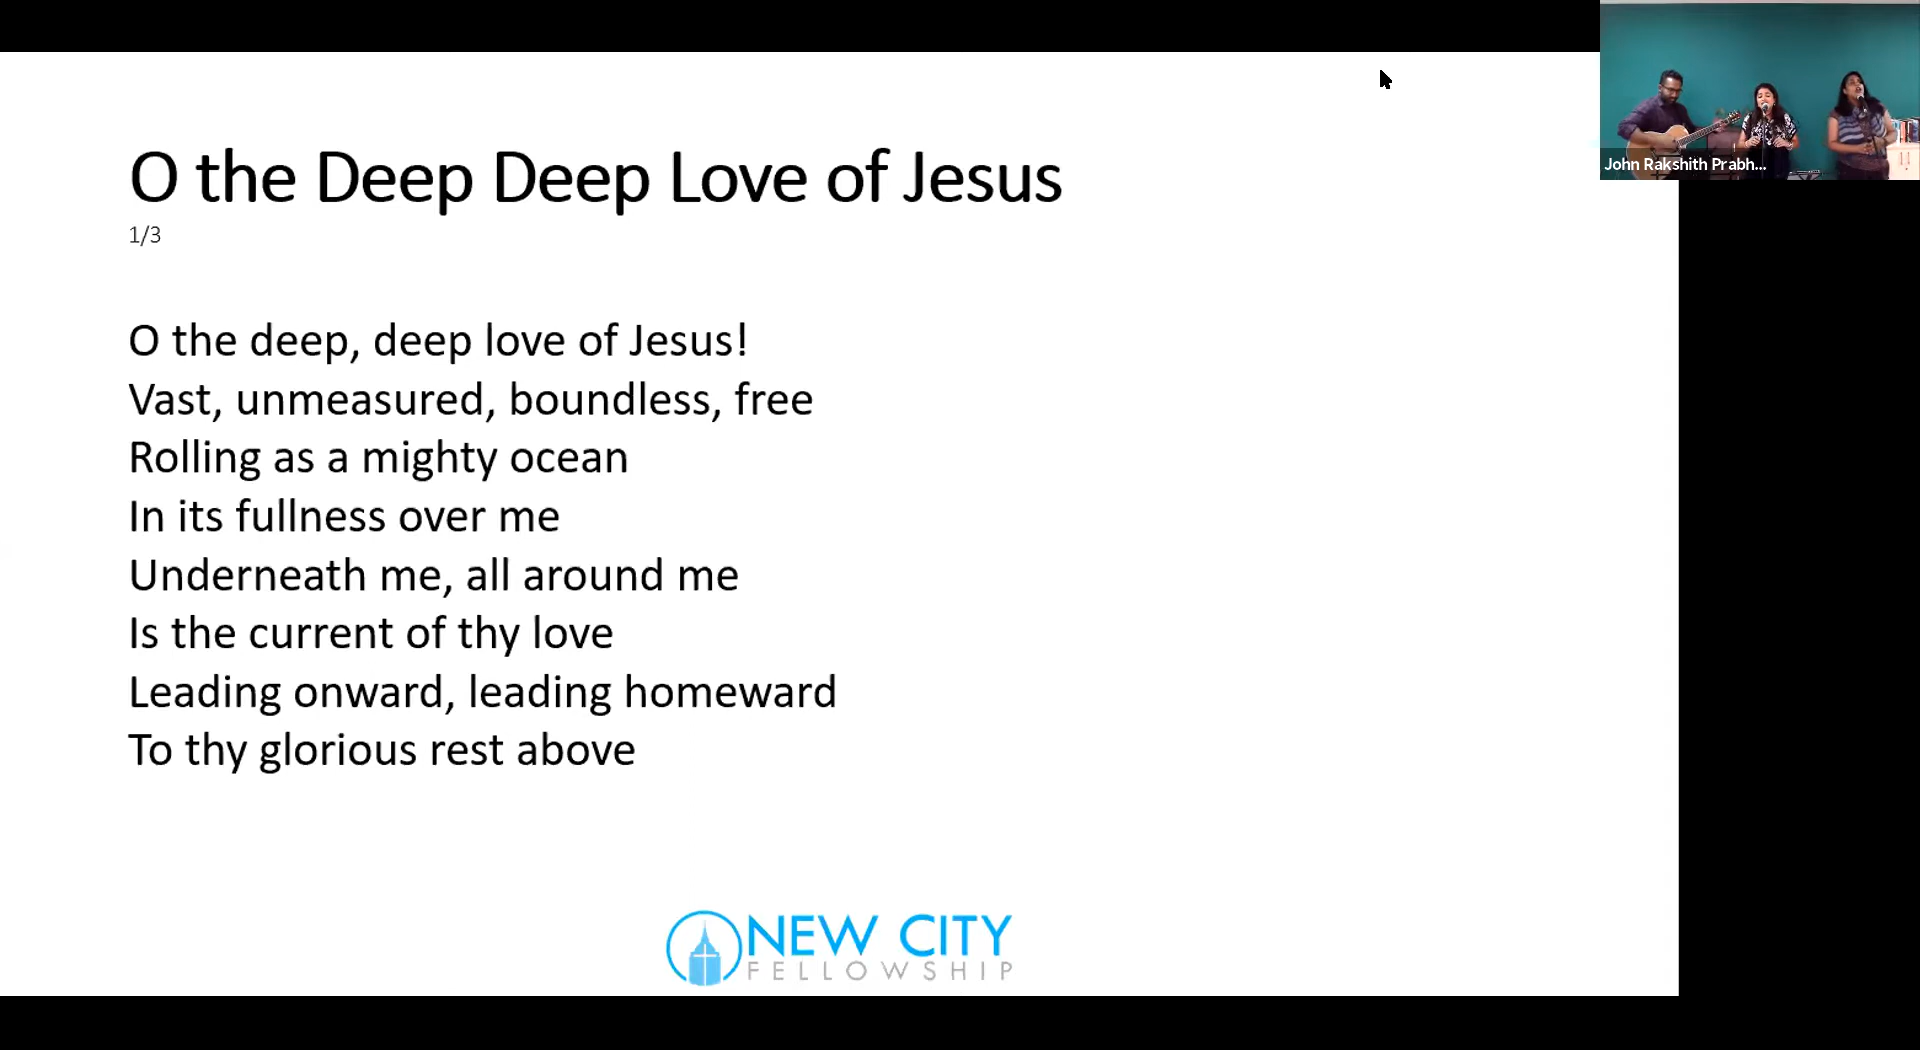 O the Deep Deep Love of Jesus
1/3
O the deep, deep love of Jesus!
Vast, unmeasured, boundless, free
Rolling as a mighty ocean
In its fullness over me
Underneath me, all around me
Is the current of thy love
Leading onward, leading homeward
To thy glorious rest above
NEW CITY
FELLOWSHIP
John Rakshith Prabh...